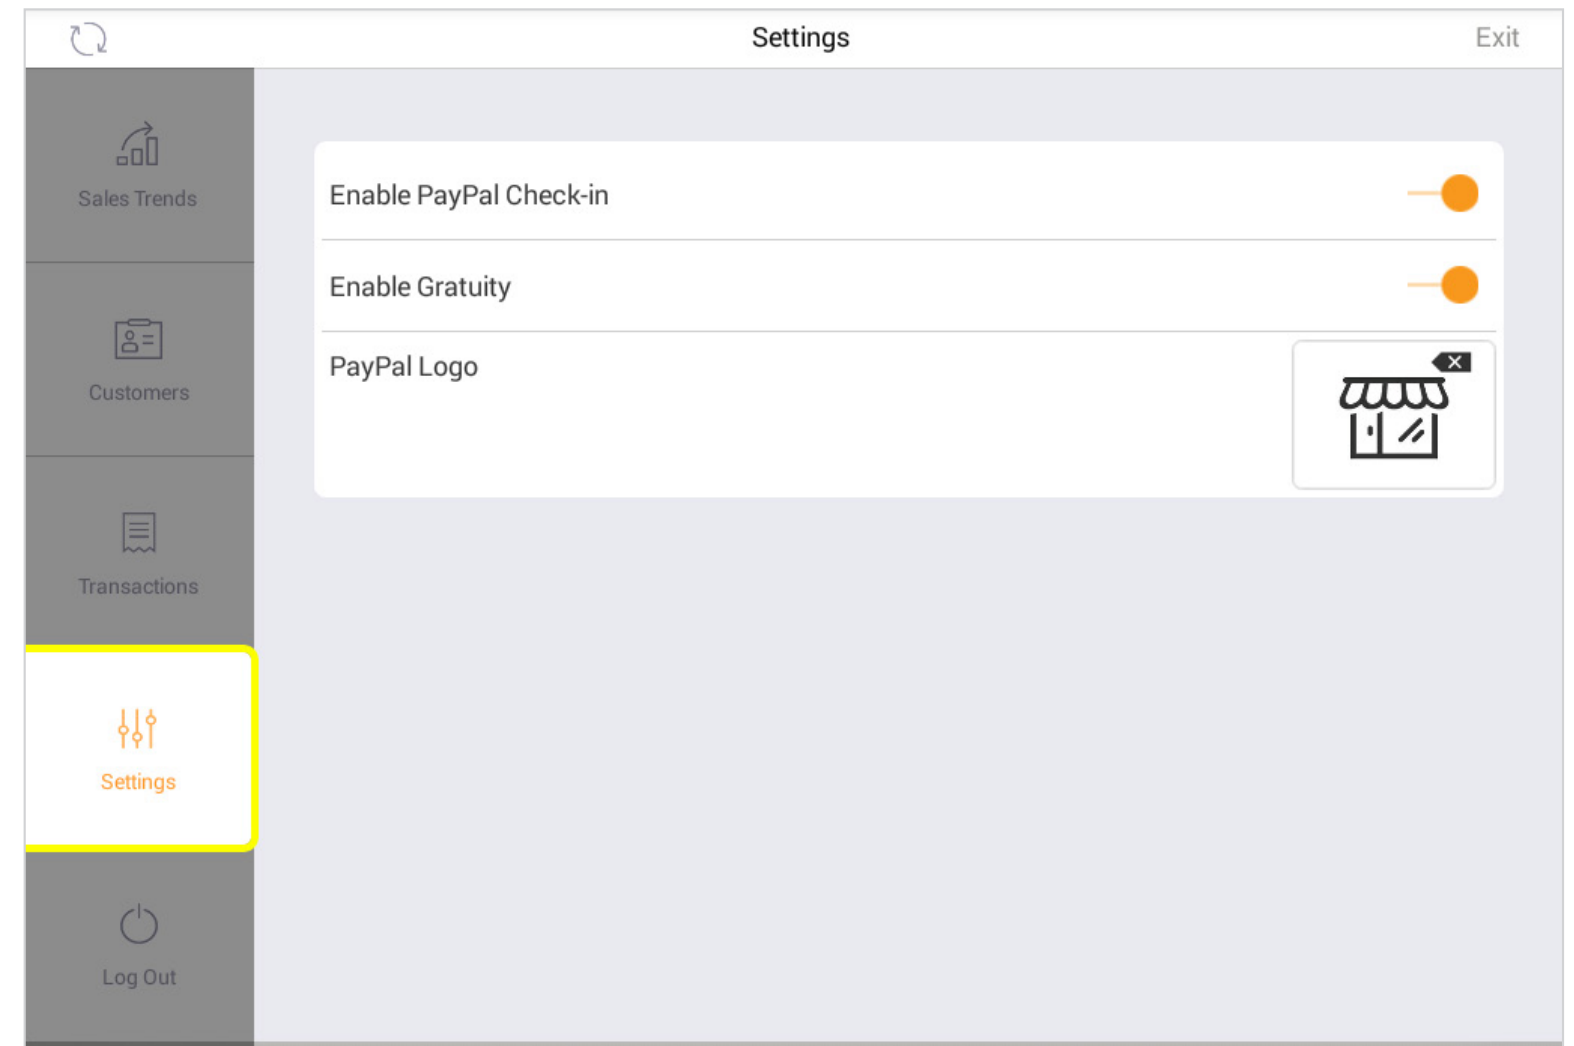 Settings
Exit
Sales Trends
Customers
Transactions
Settings
Log Out
Enable PayPal Check-in
Enable Gratuity
PayPal Logo